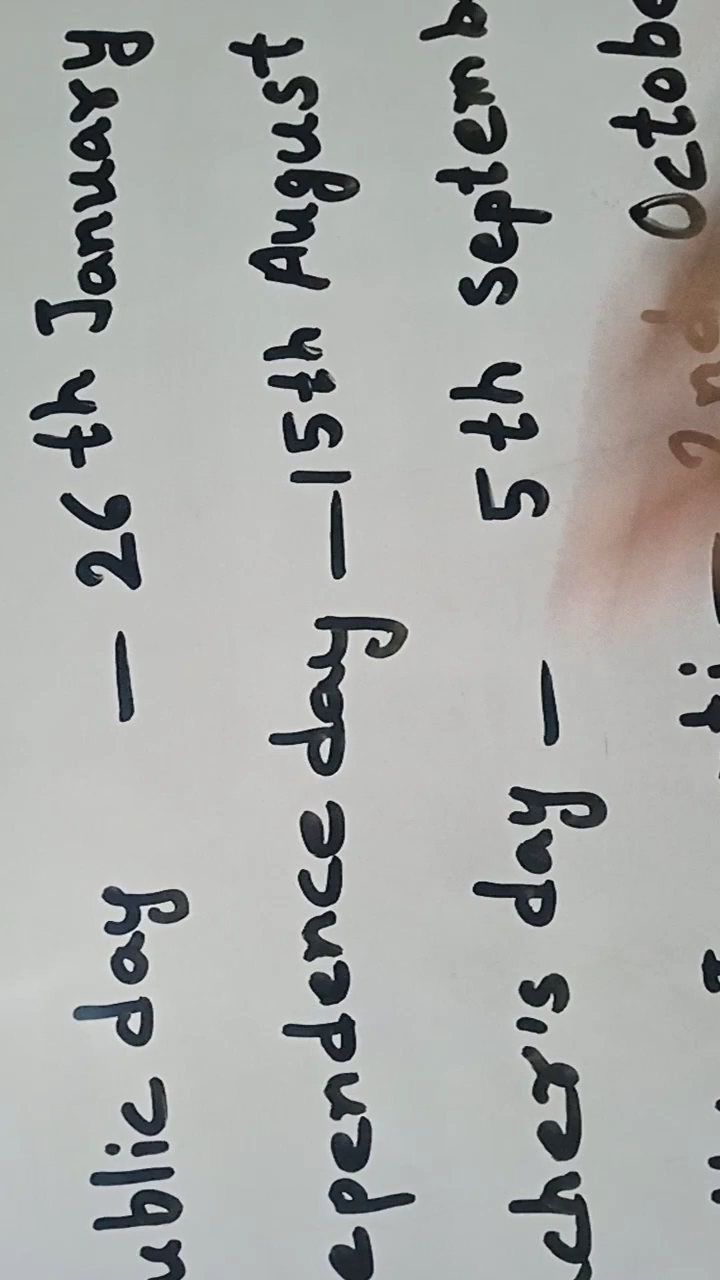 ublic day - 26th January
ependence day - 15th August
cher's day - 5th septemb
2nd Octobe